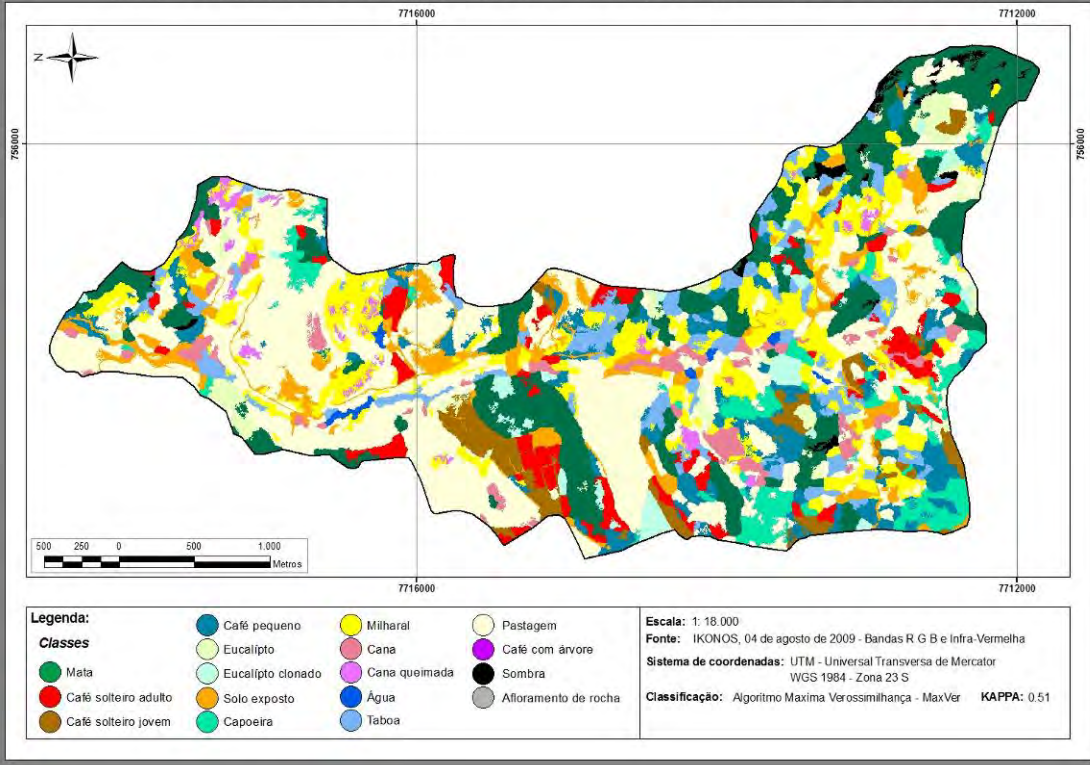 7716000
7712000
N
756000
756000
500 250 0 500 1.000
Metros
7716000
7712000
Legenda:
Classes
Mata
Café solteiro adulto
Café solteiro jovem
Café pequeno
Eucalípto
Eucalípto clonado
Solo exposto
Capoeira
Milharal
Cana
Cana queimada
Água
Taboa
Pastagem
Café com árvore
Sombra
Afloramento de rocha
Escala: 1: 18.000
Fonte: IKONOS, 04 de agosto de 2009 - Bandas R G B e Infra-Vermelha
Sistema de coordenadas: UTM - Universal Transversa de Mercator
WGS 1984 - Zona 23 S
Classificação: Algoritmo Maxima Verossimilhança - MaxVer KAPPA: 0.51